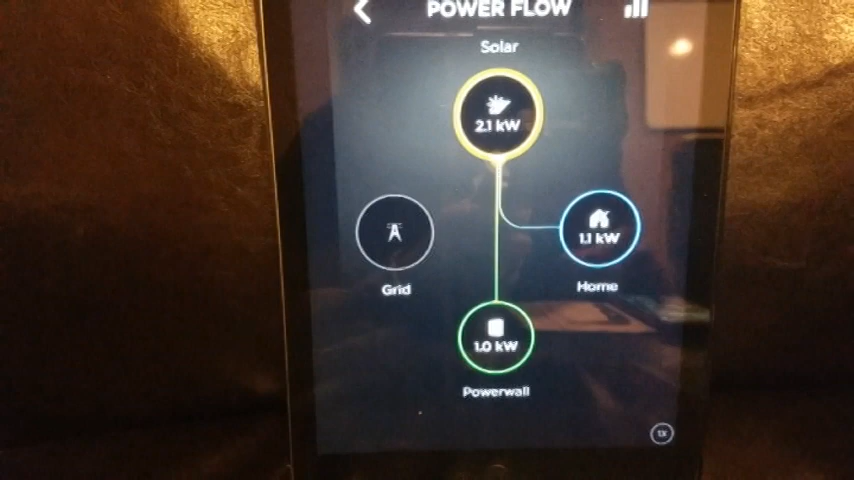 POWER FLOW
Solar
2.1 kW
1.1 kW
Grid
Home
1.0 kW
Powerwall
1X